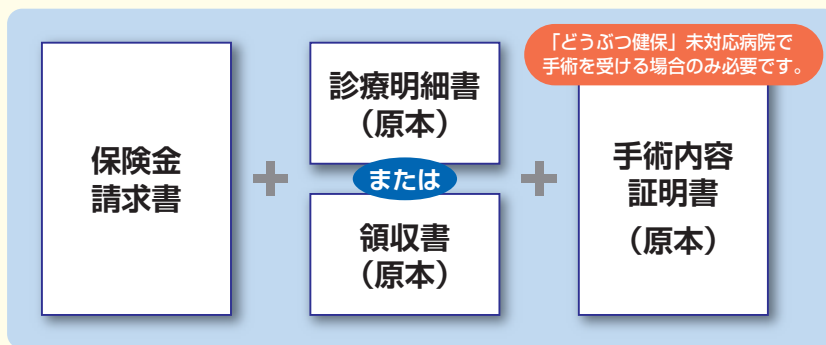 保険金
請求書
+
診療明細書
（原本）
または
領収書
（原本）
+
「どうぶつ健保」未対応病院で
手術を受ける場合のみ必要です。
手術内容
証明書
（原本）